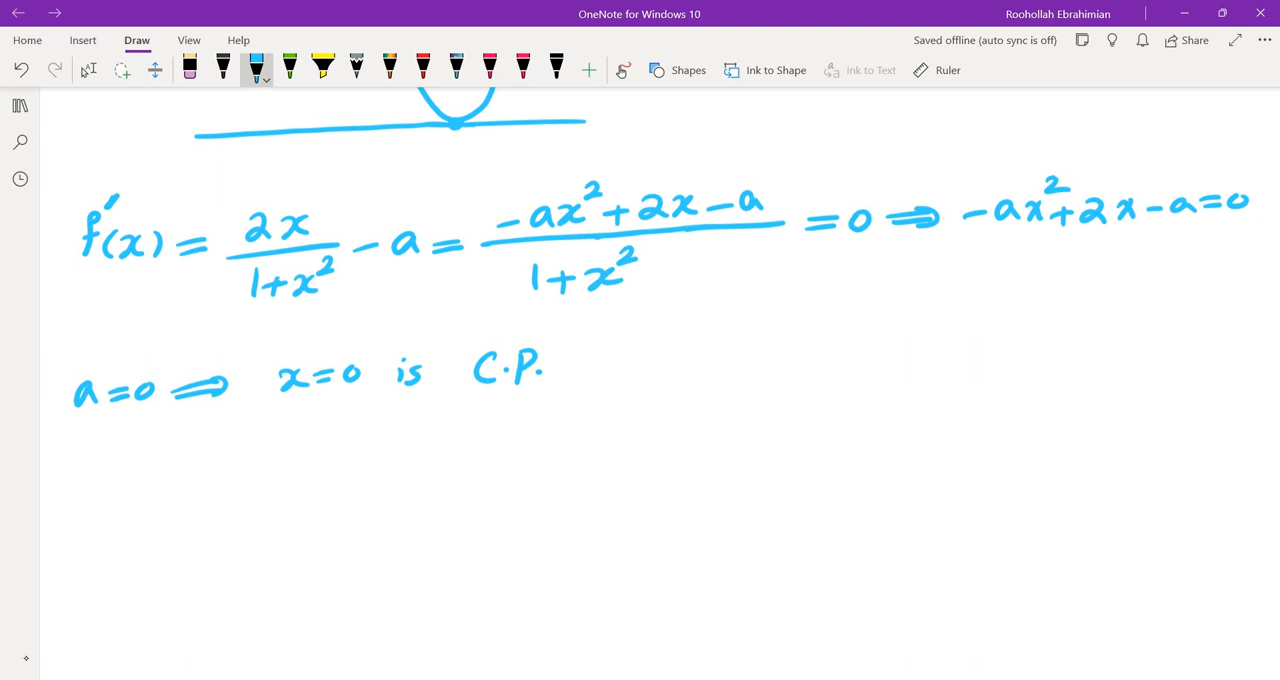 OneNote for Windows 10
Roohollah Ebrahimian
Home Insert Draw View Help
Saved offline (auto sync is off) Share
Shapes Ink to Shape Ink to Text Ruler
f'(x) = 2x/(1+x²) - a = (-ax²+2x-a)/(1+x²) = 0 ⟹ -ax²+2x-a=0
a=0 ⟹ x=0 is C.P.